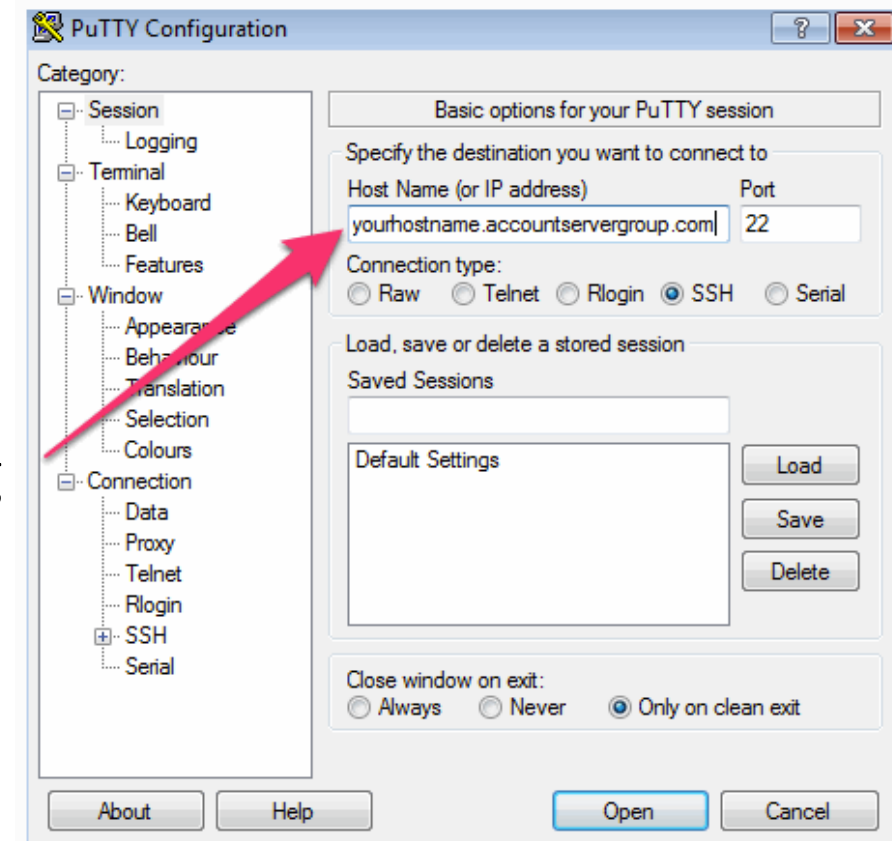 PuTTY Configuration
Category:
Session
Logging
Terminal
Keyboard
Bell
Features
Window
Appearance
Behaviour
Translation
Selection
Colours
Connection
Data
Proxy
Telnet
Rlogin
SSH
Serial
Basic options for your PuTTY session
Specify the destination you want to connect to
Host Name (or IP address) Port
yourhostname.accountservergroup.com 22
Connection type:
Raw Telnet Rlogin SSH Serial
Load, save or delete a stored session
Saved Sessions
Default Settings
Load
Save
Delete
Close window on exit:
Always Never Only on clean exit
About Help Open Cancel